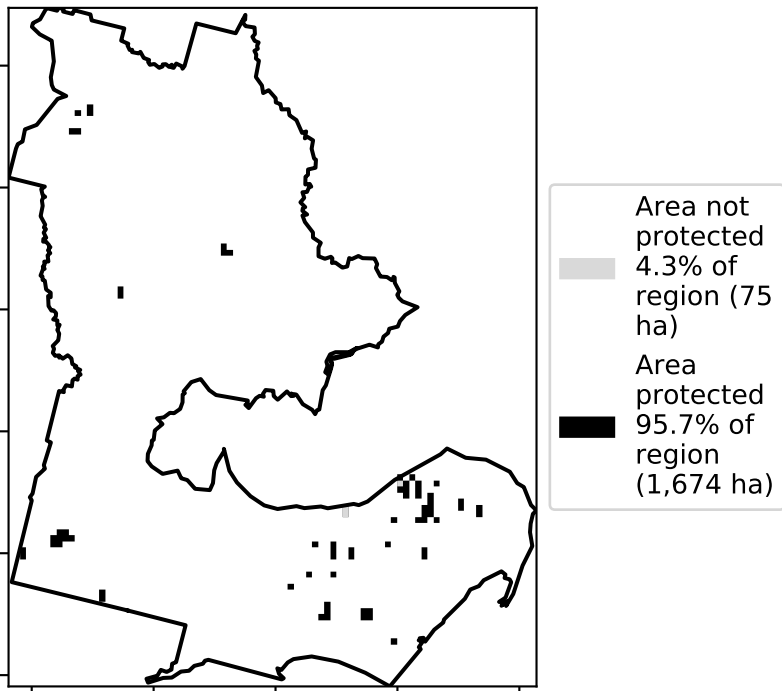 Area not
protected
4.3% of
region (75
ha)
Area
protected
95.7% of
region
(1,674 ha)